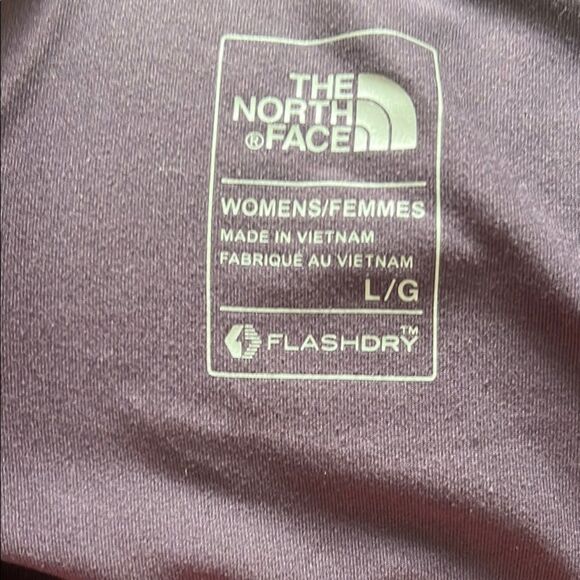 THE
NORTH
®FACE
WOMENS/FEMMES
MADE IN VIETNAM
FABRIQUÉ AU VIETNAM
L/G
FLASHDRY™